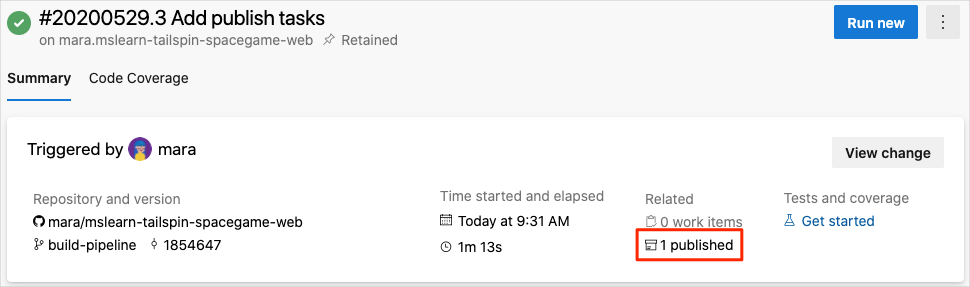 #20200529.3 Add publish tasks
on mara.mslearn-tailspin-spacegame-web Retained
Run new
Summary Code Coverage
Triggered by mara
View change
Repository and version
mara/mslearn-tailspin-spacegame-web
build-pipeline 1854647
Time started and elapsed
Today at 9:31 AM
1m 13s
Related
0 work items
1 published
Tests and coverage
Get started